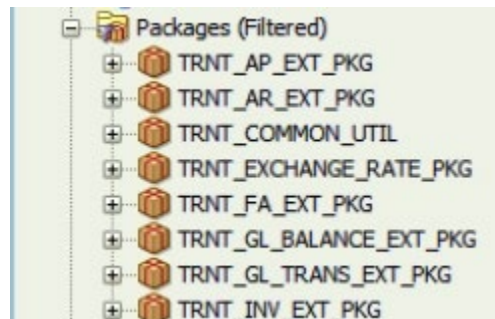 Packages (Filtered)
TRNT_AP_EXT_PKG
TRNT_AR_EXT_PKG
TRNT_COMMON_UTIL
TRNT_EXCHANGE_RATE_PKG
TRNT_FA_EXT_PKG
TRNT_GL_BALANCE_EXT_PKG
TRNT_GL_TRANS_EXT_PKG
TRNT_INV_EXT_PKG